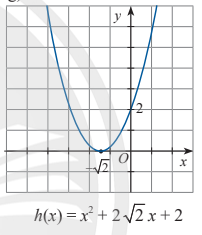 y
2
-√2 O x
h(x) = x² + 2√2 x + 2